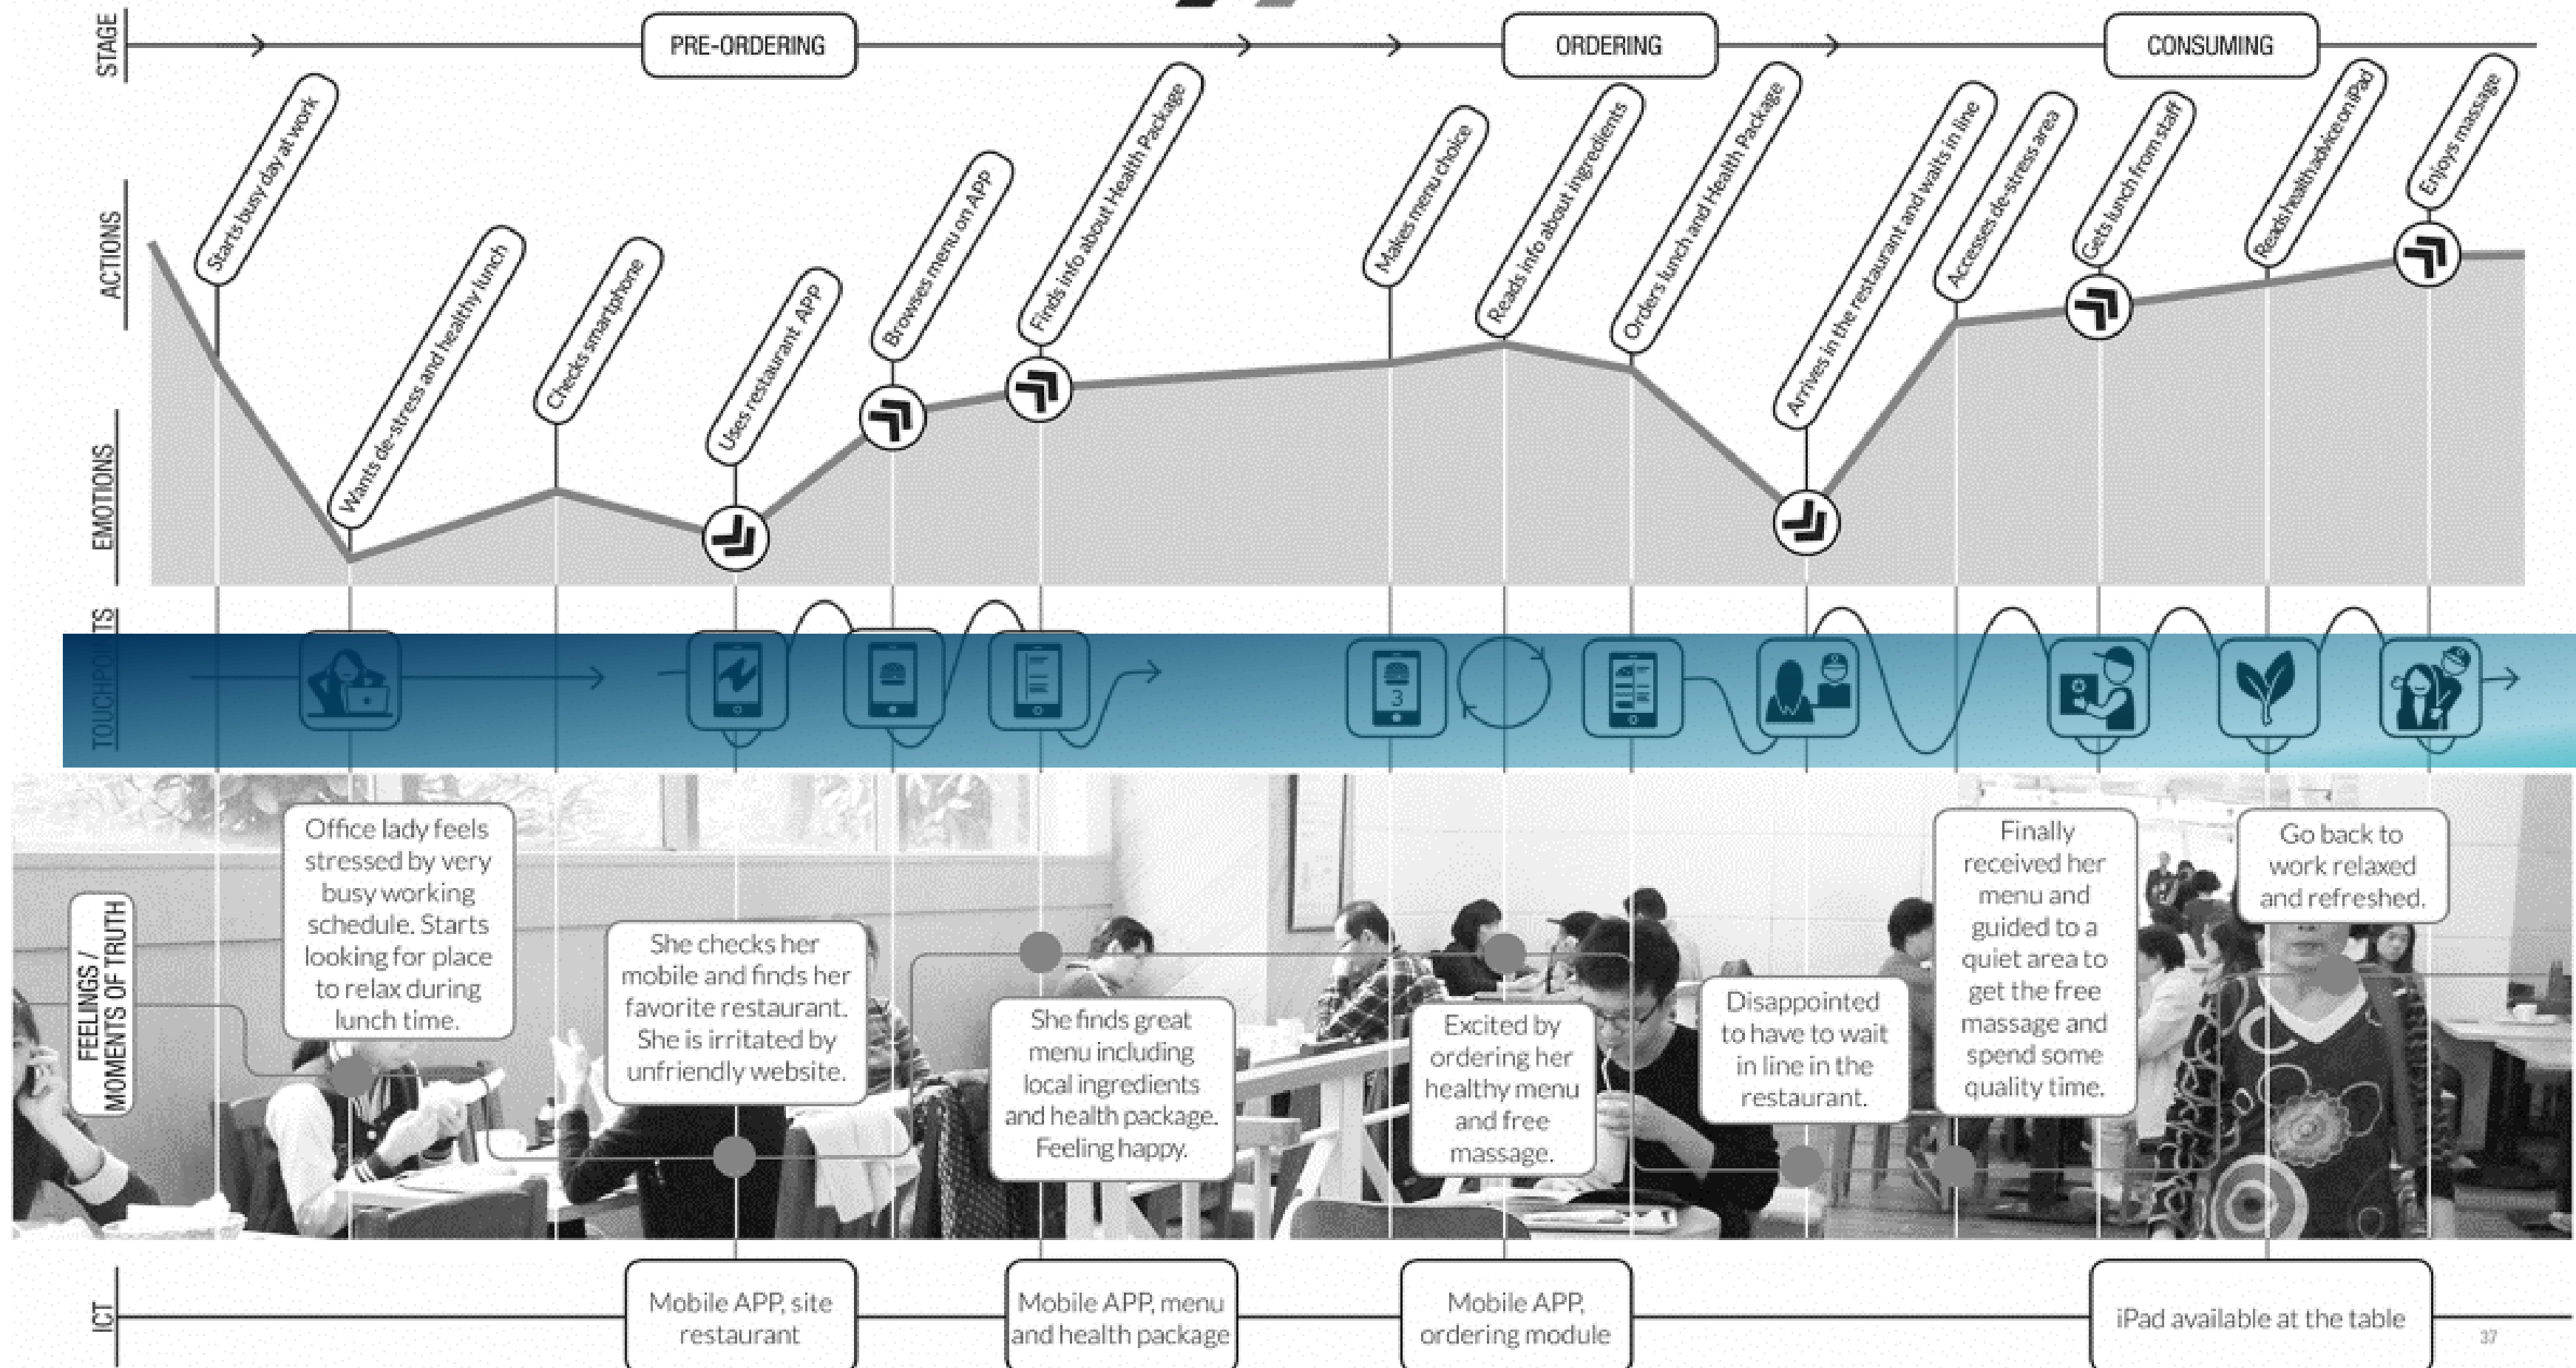 STAGE
PRE-ORDERING
ORDERING
CONSUMING
ACTIONS
Starts busy day at work
Wants de-stress and healthy lunch
Checks smartphone
Uses restaurant APP
Browses menu on APP
Finds info about Health Package
Makes menu choice
Reads info about ingredients
Orders lunch and Health Package
Arrives in the restaurant and waits in line
Accesses de-stress area
Gets lunch from staff
Reads health advice on iPad
Enjoys massage
EMOTIONS
TOUCHPOINTS
3
FEELINGS /
MOMENTS OF TRUTH
Office lady feels
stressed by very
busy working
schedule. Starts
looking for place
to relax during
lunch time.
She checks her
mobile and finds her
favorite restaurant.
She is irritated by
unfriendly website.
She finds great
menu including
local ingredients
and health package.
Feeling happy.
Excited by
ordering her
healthy menu
and free
massage.
Disappointed
to have to wait
in line in the
restaurant.
Finally
received her
menu and
guided to a
quiet area to
get the free
massage and
spend some
quality time.
Go back to
work relaxed
and refreshed.
ICT
Mobile APP, site
restaurant
Mobile APP, menu
and health package
Mobile APP,
ordering module
iPad available at the table
37